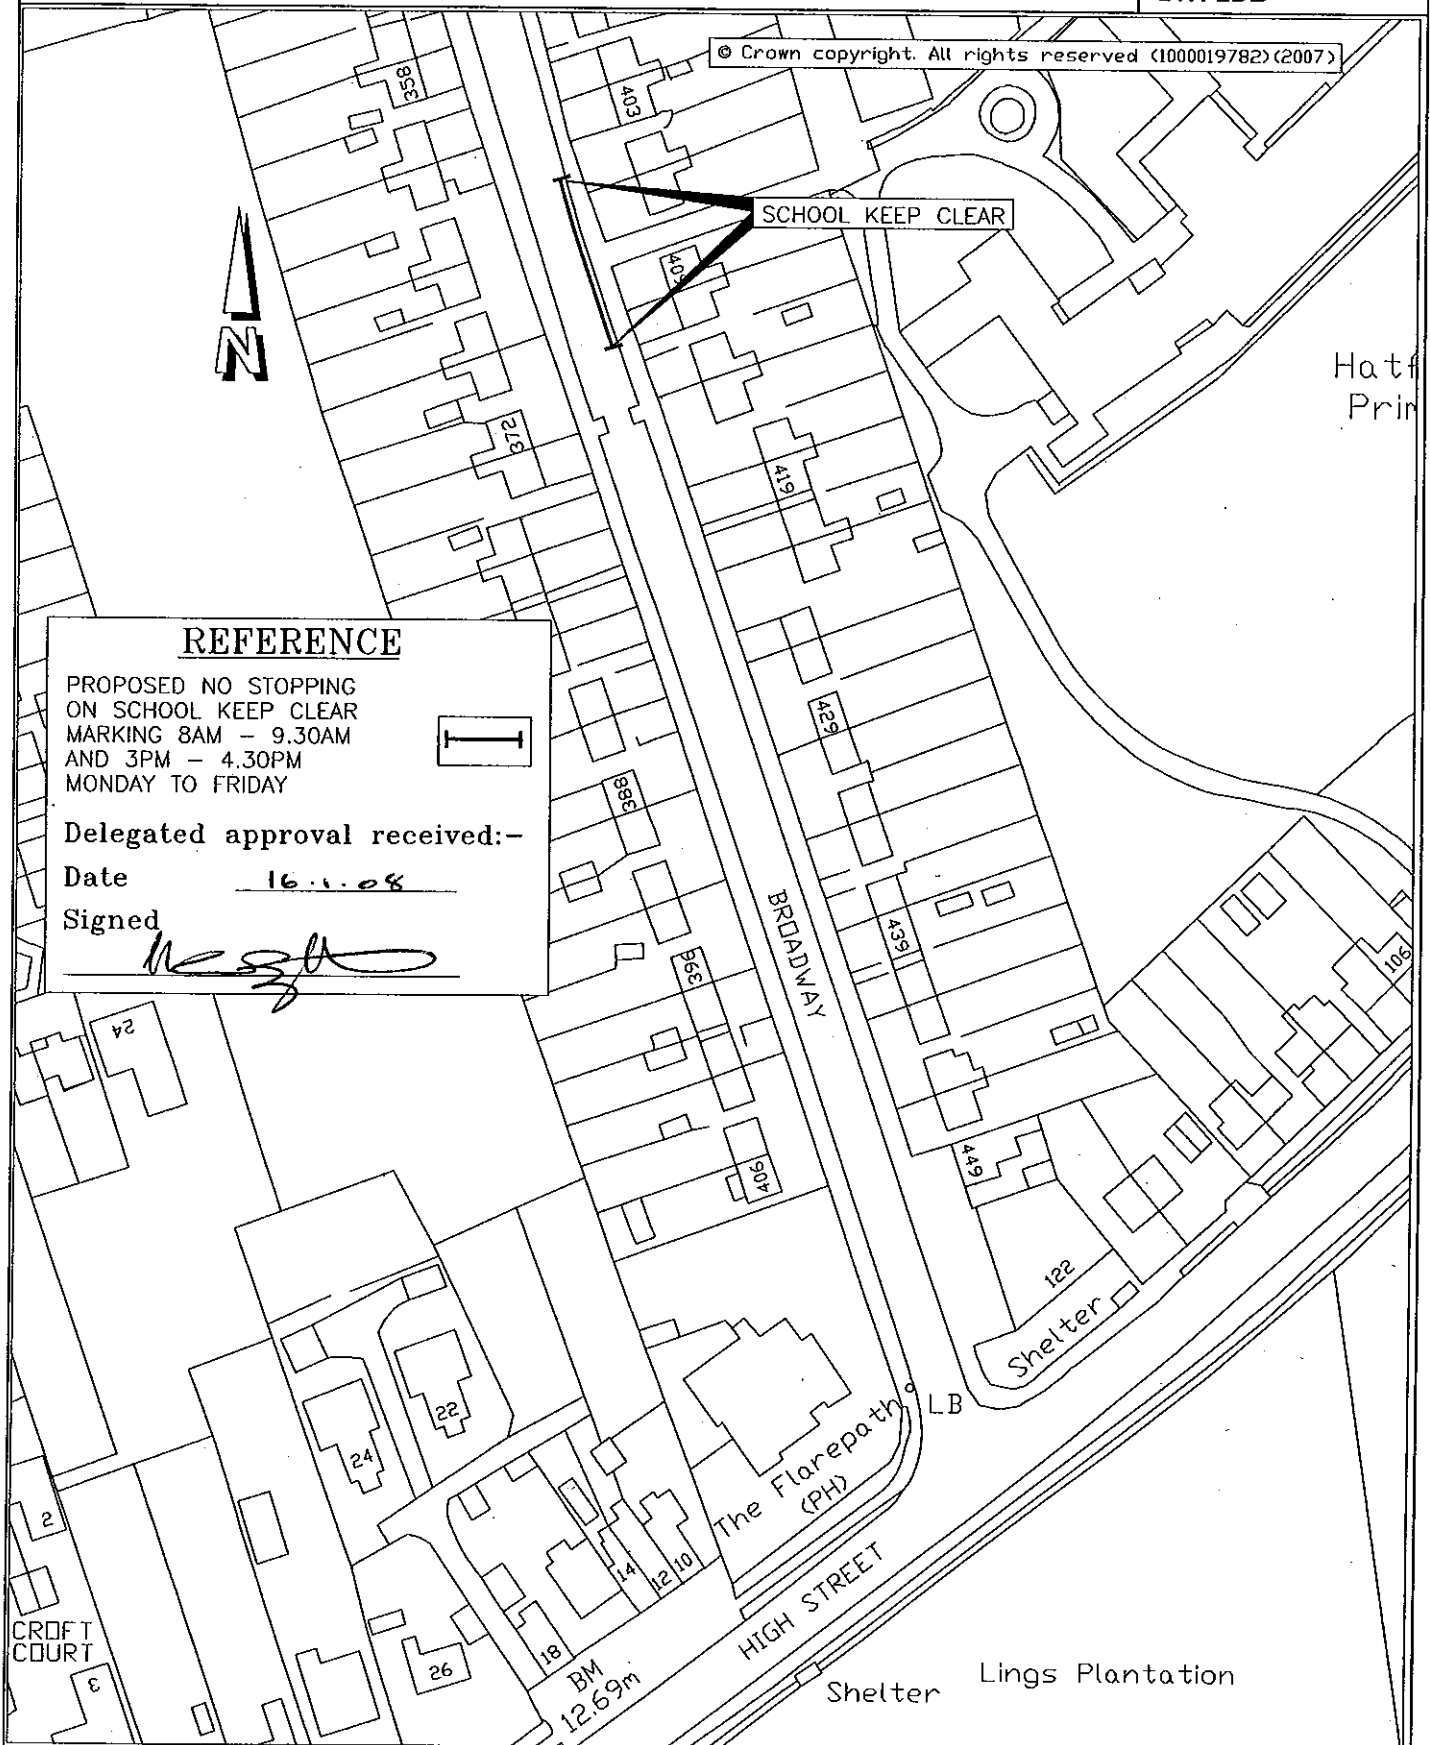 © Crown copyright. All rights reserved (1000019782)(2007)
358
403
SCHOOL KEEP CLEAR
409
Hatf
Prim
372
419
REFERENCE
PROPOSED NO STOPPING
ON SCHOOL KEEP CLEAR
MARKING 8AM - 9.30AM
AND 3PM - 4.30PM
MONDAY TO FRIDAY
Delegated approval received:-
Date 16.1.08
Signed
429
388
BROADWAY
439
396
106
24
449
406
122
Shelter
LB
22
24
The Flarepath
(PH)
2
14
12
10
HIGH STREET
CROFT
COURT
18
26
BM
12.69m
3
Shelter
Lings Plantation